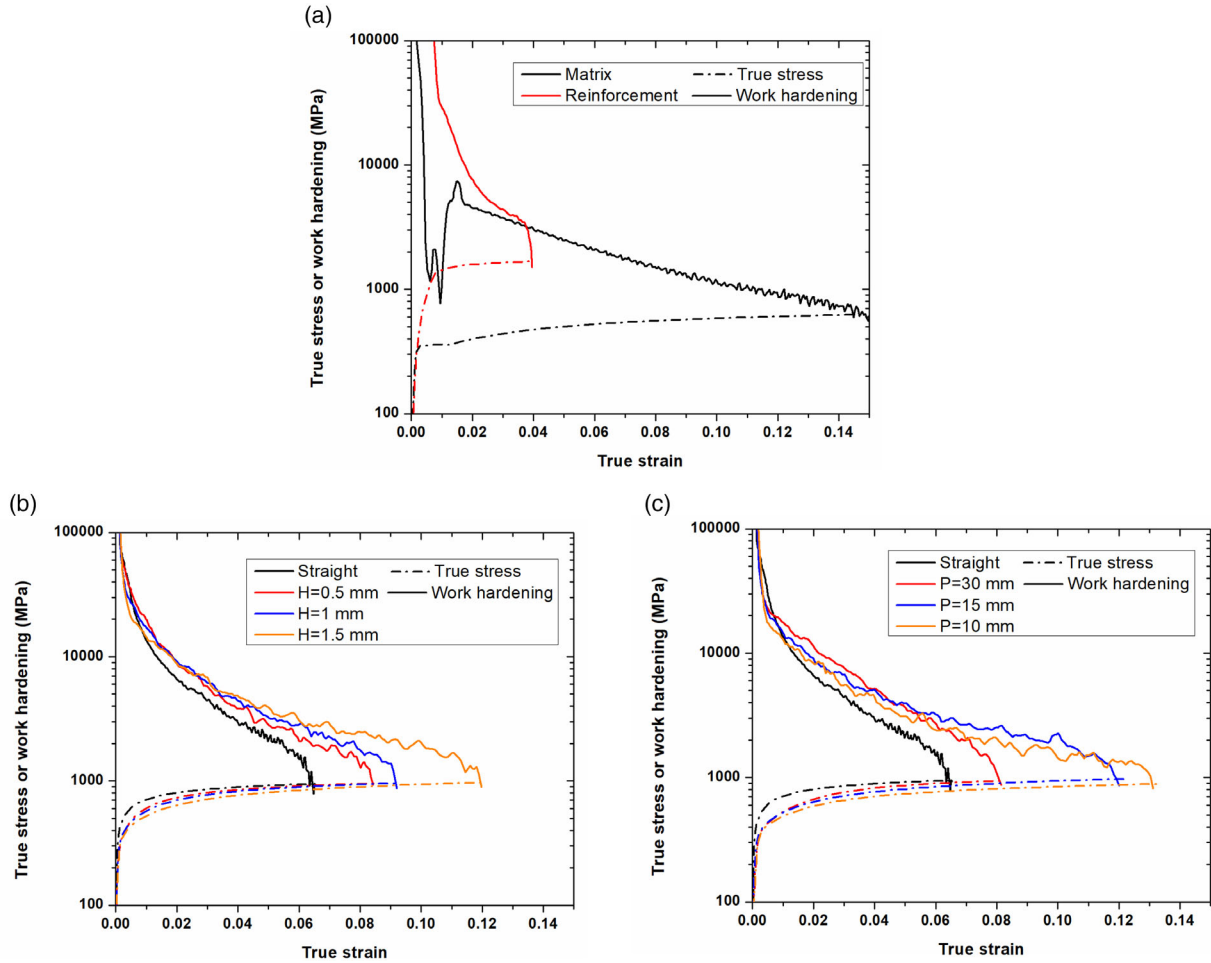 (a)
True stress or work hardening (MPa)
100000
10000
1000
100
Matrix
True stress
Reinforcement
Work hardening
0.00 0.02 0.04 0.06 0.08 0.10 0.12 0.14
True strain
(b)
True stress or work hardening (MPa)
100000
10000
1000
100
Straight
True stress
H=0.5 mm
Work hardening
H=1 mm
H=1.5 mm
0.00 0.02 0.04 0.06 0.08 0.10 0.12 0.14
True strain
(c)
True stress or work hardening (MPa)
100000
10000
1000
100
Straight
True stress
P=30 mm
Work hardening
P=15 mm
P=10 mm
0.00 0.02 0.04 0.06 0.08 0.10 0.12 0.14
True strain